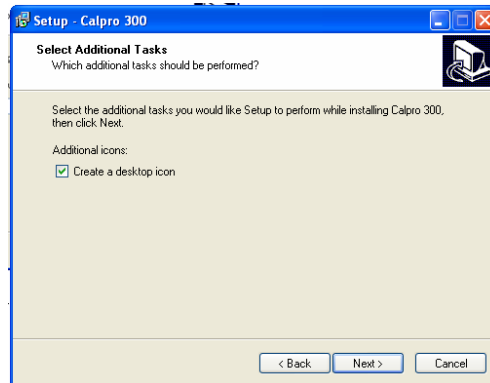 Setup - Calpro 300
Select Additional Tasks
Which additional tasks should be performed?
Select the additional tasks you would like Setup to perform while installing Calpro 300,
then click Next.
Additional icons:
Create a desktop icon
< Back
Next >
Cancel